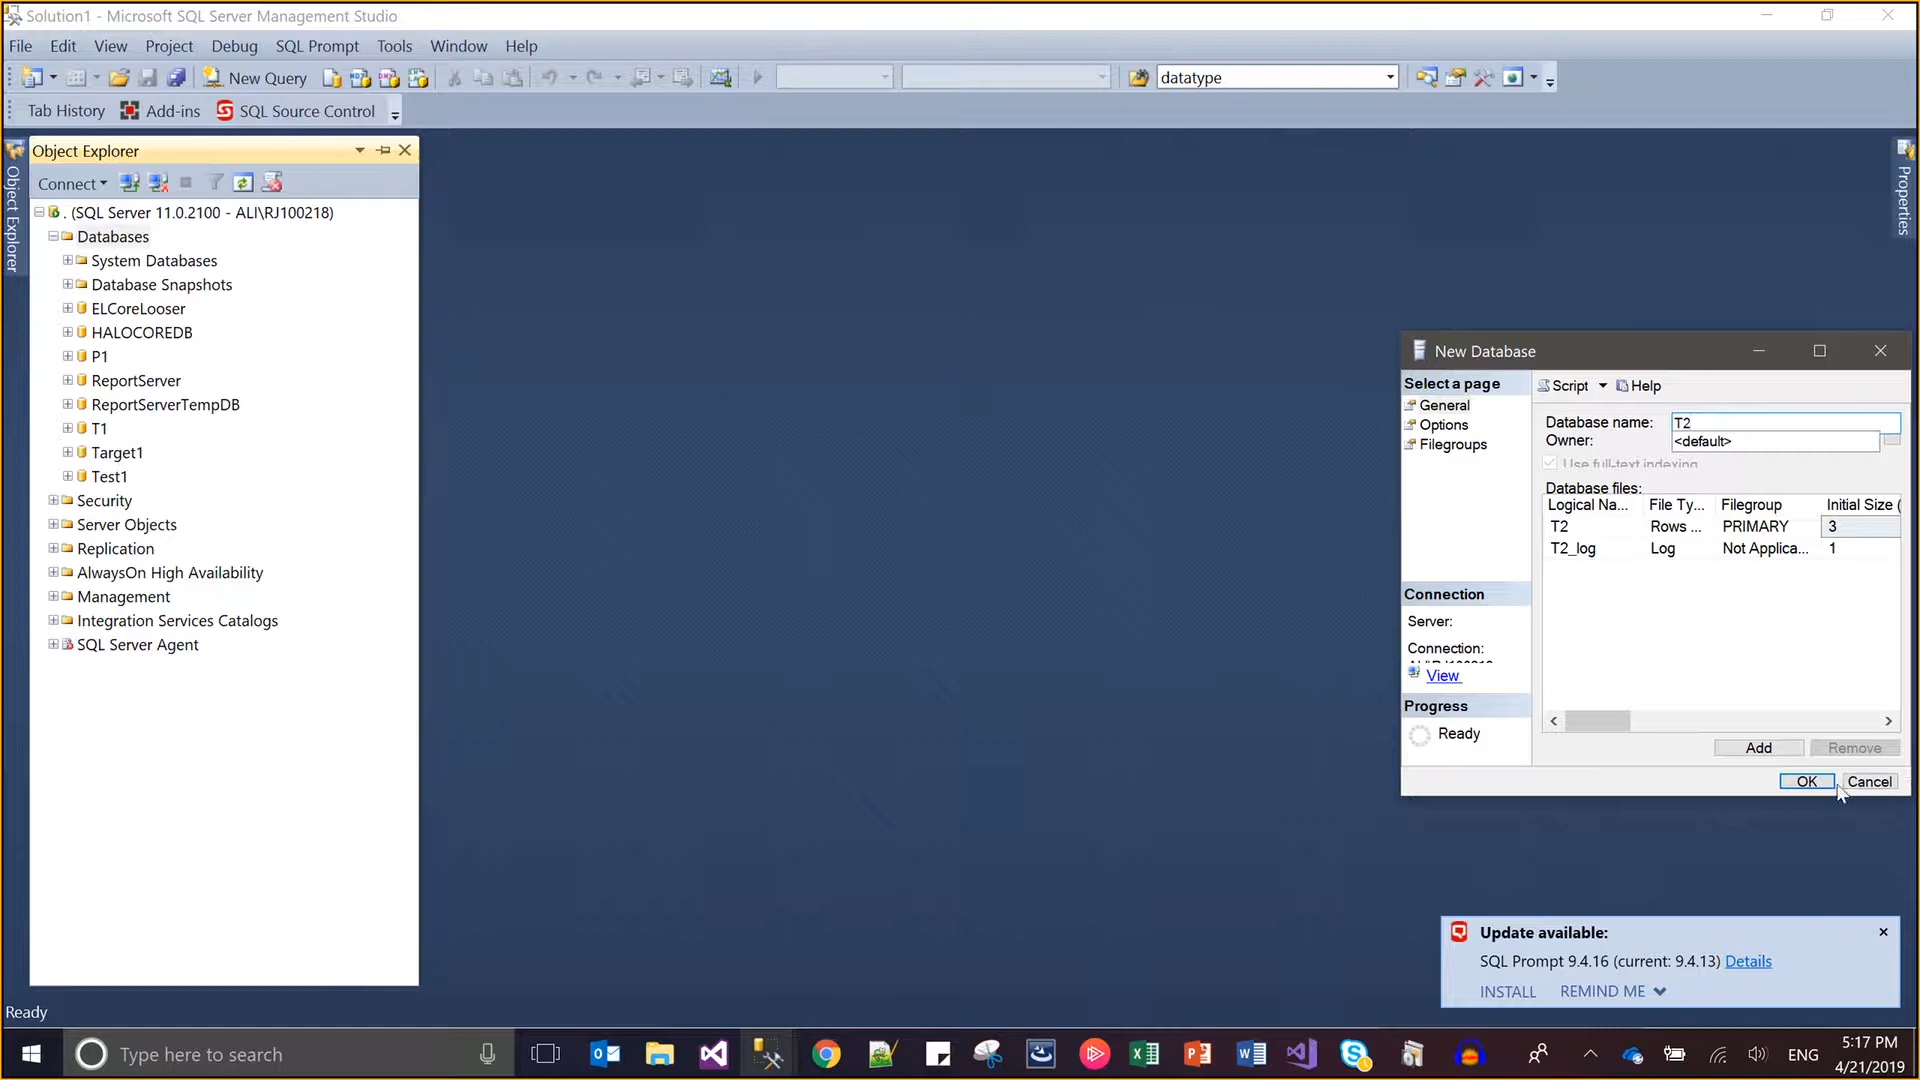 Solution1 - Microsoft SQL Server Management Studio
File Edit View Project Debug SQL Prompt Tools Window Help
New Query datatype
Tab History Add-ins SQL Source Control
Object Explorer
Object Explorer
Properties
Connect
. (SQL Server 11.0.2100 - ALI\RJ100218)
Databases
System Databases
Database Snapshots
ELCoreLooser
HALOCOREDB
P1
ReportServer
ReportServerTempDB
T1
Target1
Test1
Security
Server Objects
Replication
AlwaysOn High Availability
Management
Integration Services Catalogs
SQL Server Agent
New Database
Select a page
General
Options
Filegroups
Script Help
Database name: T2
Owner: <default>
Use full-text indexing
Database files:
Logical Na... File Ty... Filegroup Initial Size (
T2 Rows ... PRIMARY 3
T2_log Log Not Applica... 1
Connection
Server:
Connection:
View
Progress
Ready
Add Remove
OK Cancel
Update available:
SQL Prompt 9.4.16 (current: 9.4.13) Details
INSTALL REMIND ME
Ready
Type here to search
ENG
5:17 PM
4/21/2019